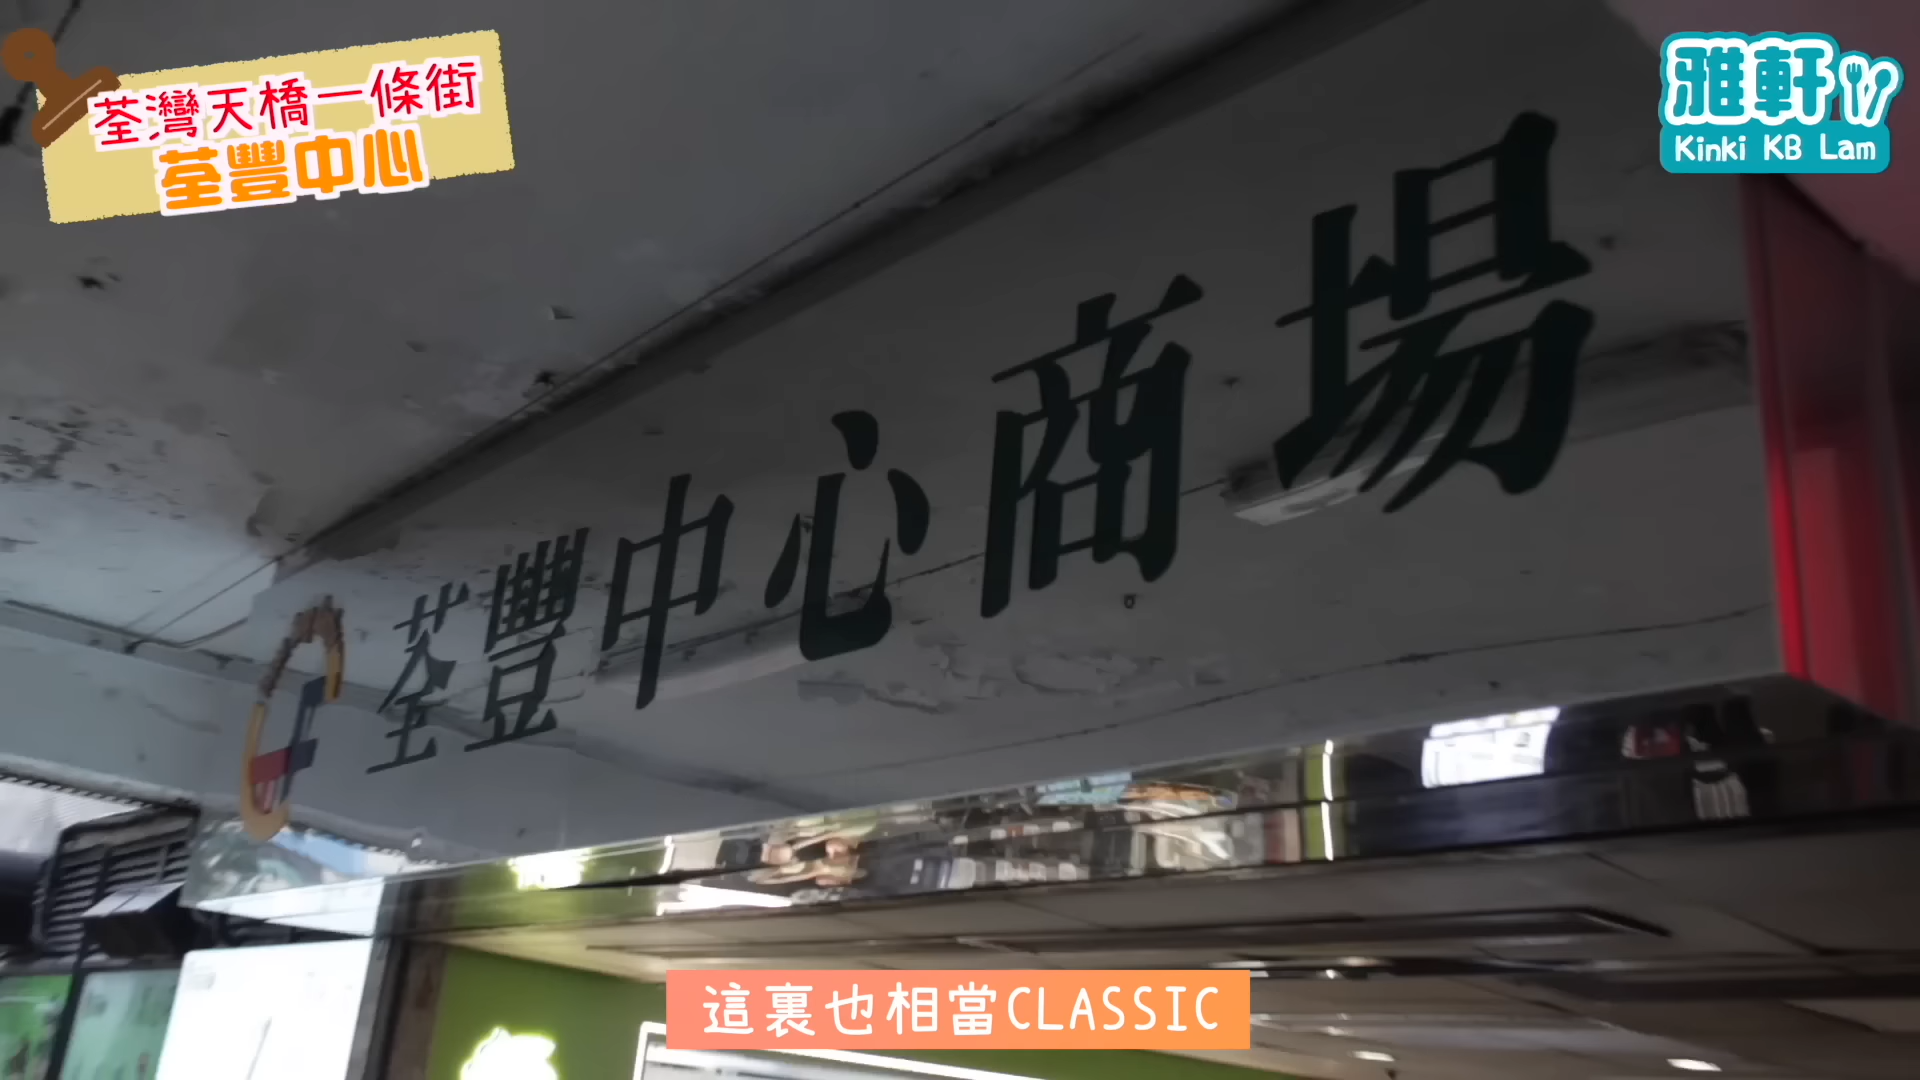 荃灣天橋一條街
荃豐中心
雅軒
Kinki KB Lam
荃豐中心商場
這裏也相當CLASSIC